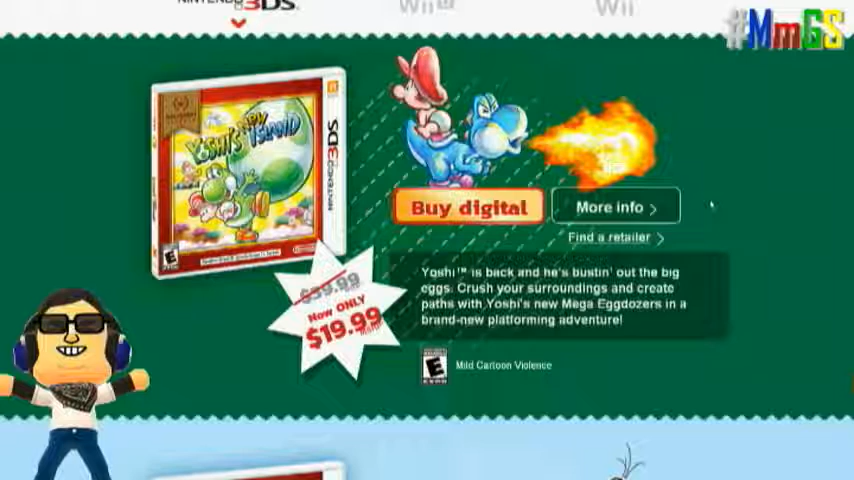 NINTENDO 3DS
Wii U
Wii
#MmGS
YOSHI'S NEW ISLAND
NINTENDO 3DS
E
Buy digital
More info >
Find a retailer >
$39.99
Now ONLY
$19.99
Yoshi™ is back and he's bustin' out the big
eggs. Crush your surroundings and create
paths with Yoshi's new Mega Eggdozers in a
brand-new platforming adventure!
E
Mild Cartoon Violence